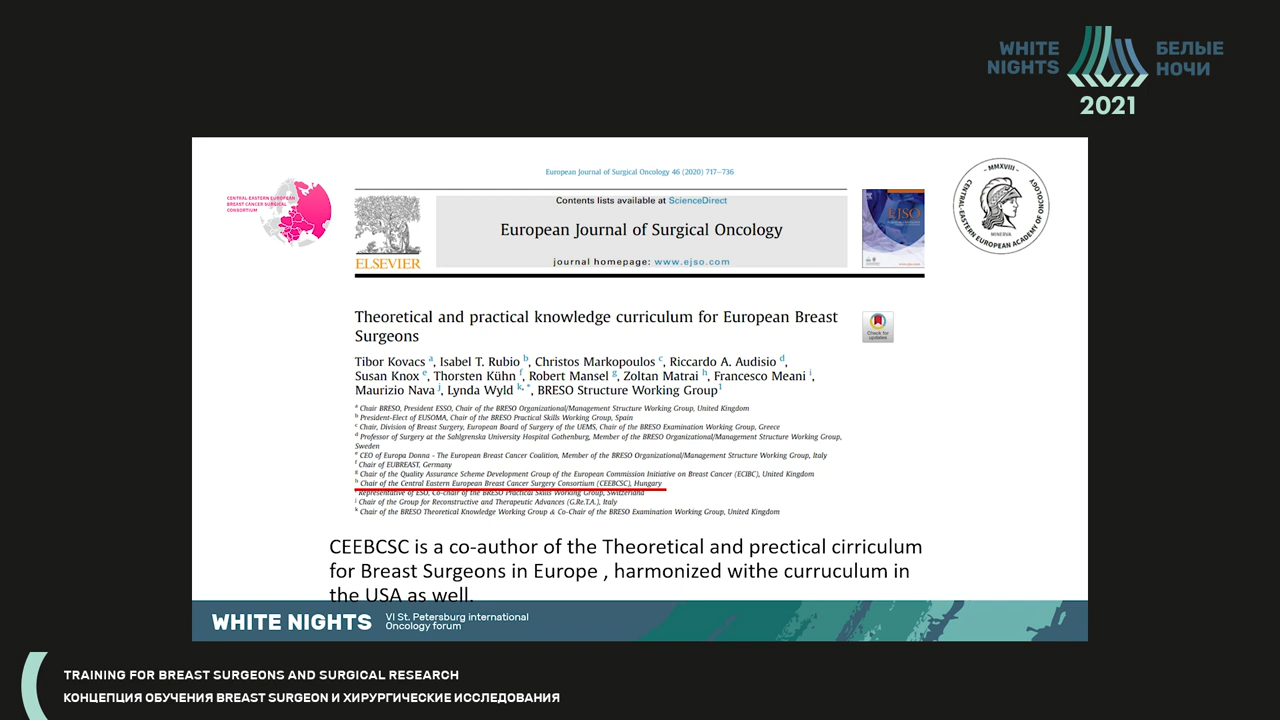 WHITE NIGHTS
БЕЛЫЕ НОЧИ
2021
European Journal of Surgical Oncology 46 (2020) 717–736
CENTRAL EASTERN EUROPEAN
BREAST CANCER SURGICAL
CONSORTIUM
Contents lists available at ScienceDirect
European Journal of Surgical Oncology
journal homepage: www.ejso.com
ELSEVIER
EJSO
MMXVIII
CENTRAL EASTERN EUROPEAN ACADEMY OF ONCOLOGY
MINERVA
Theoretical and practical knowledge curriculum for European Breast
Surgeons
Check for
updates
Tibor Kovacs a, Isabel T. Rubio b, Christos Markopoulos c, Riccardo A. Audisio d,
Susan Knox e, Thorsten Kühn f, Robert Mansel g, Zoltan Matrai h, Francesco Meani i,
Maurizio Nava j, Lynda Wyld k, *, BRESO Structure Working Group1
a Chair BRESO, President ESSO, Chair of the BRESO Organizational/Management Structure Working Group, United Kingdom
b President-Elect of EUSOMA, Chair of the BRESO Practical Skills Working Group, Spain
c Chair, Division of Breast Surgery, European Board of Surgery of the UEMS, Chair of the BRESO Examination Working Group, Greece
d Professor of Surgery at the Sahlgrenska University Hospital Gothenburg, Member of the BRESO Organizational/Management Structure Working Group,
Sweden
e CEO of Europa Donna - The European Breast Cancer Coalition, Member of the BRESO Organizational/Management Structure Working Group, Italy
f Chair of EUBREAST, Germany
g Chair of the Quality Assurance Scheme Development Group of the European Commission Initiative on Breast Cancer (ECIBC), United Kingdom
h Chair of the Central Eastern European Breast Cancer Surgery Consortium (CEEBCSC), Hungary
i Representative of ESO, Co-chair of the BRESO Practical Skills Working Group, Switzerland
j Chair of the Group for Reconstructive and Therapeutic Advances (G.Re.T.A.), Italy
k Chair of the BRESO Theoretical Knowledge Working Group & Co-Chair of the BRESO Examination Working Group, United Kingdom
CEEBCSC is a co-author of the Theoretical and prectical cirriculum
for Breast Surgeons in Europe , harmonized withe curruculum in
the USA as well.
WHITE NIGHTS
VI St. Petersburg international
Oncology forum
TRAINING FOR BREAST SURGEONS AND SURGICAL RESEARCH
КОНЦЕПЦИЯ ОБУЧЕНИЯ BREAST SURGEON И ХИРУРГИЧЕСКИЕ ИССЛЕДОВАНИЯ